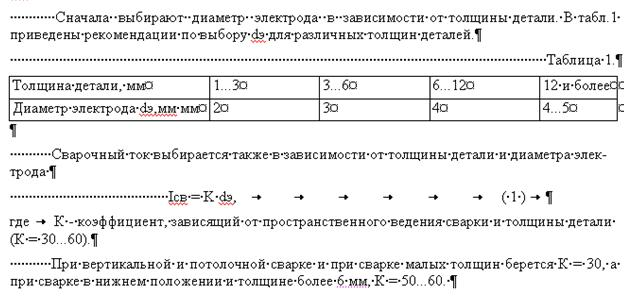 Сначала выбирают диаметр электрода в зависимости от толщины детали. В табл. 1
приведены рекомендации по выбору dэ для различных толщин деталей.¶
Таблица 1.¶
Толщина детали, мм¤ 1...3¤ 3...6¤ 6...12¤ 12 и более¤
Диаметр электрода dэ,мм мм¤ 2¤ 3¤ 4¤ 4...5¤
¶
Сварочный ток выбирается также в зависимости от толщины детали и диаметра элек-
трода ¶
Iсв = К dэ, → → → → → → ( 1 ) → ¶
где → К - коэффициент, зависящий от пространственного ведения сварки и толщины детали
(К = 30...60).¶
При вертикальной и потолочной сварке и при сварке малых толщин берется К = 30, а
при сварке в нижнем положении и толщине более 6 мм, К = 50...60. ¶